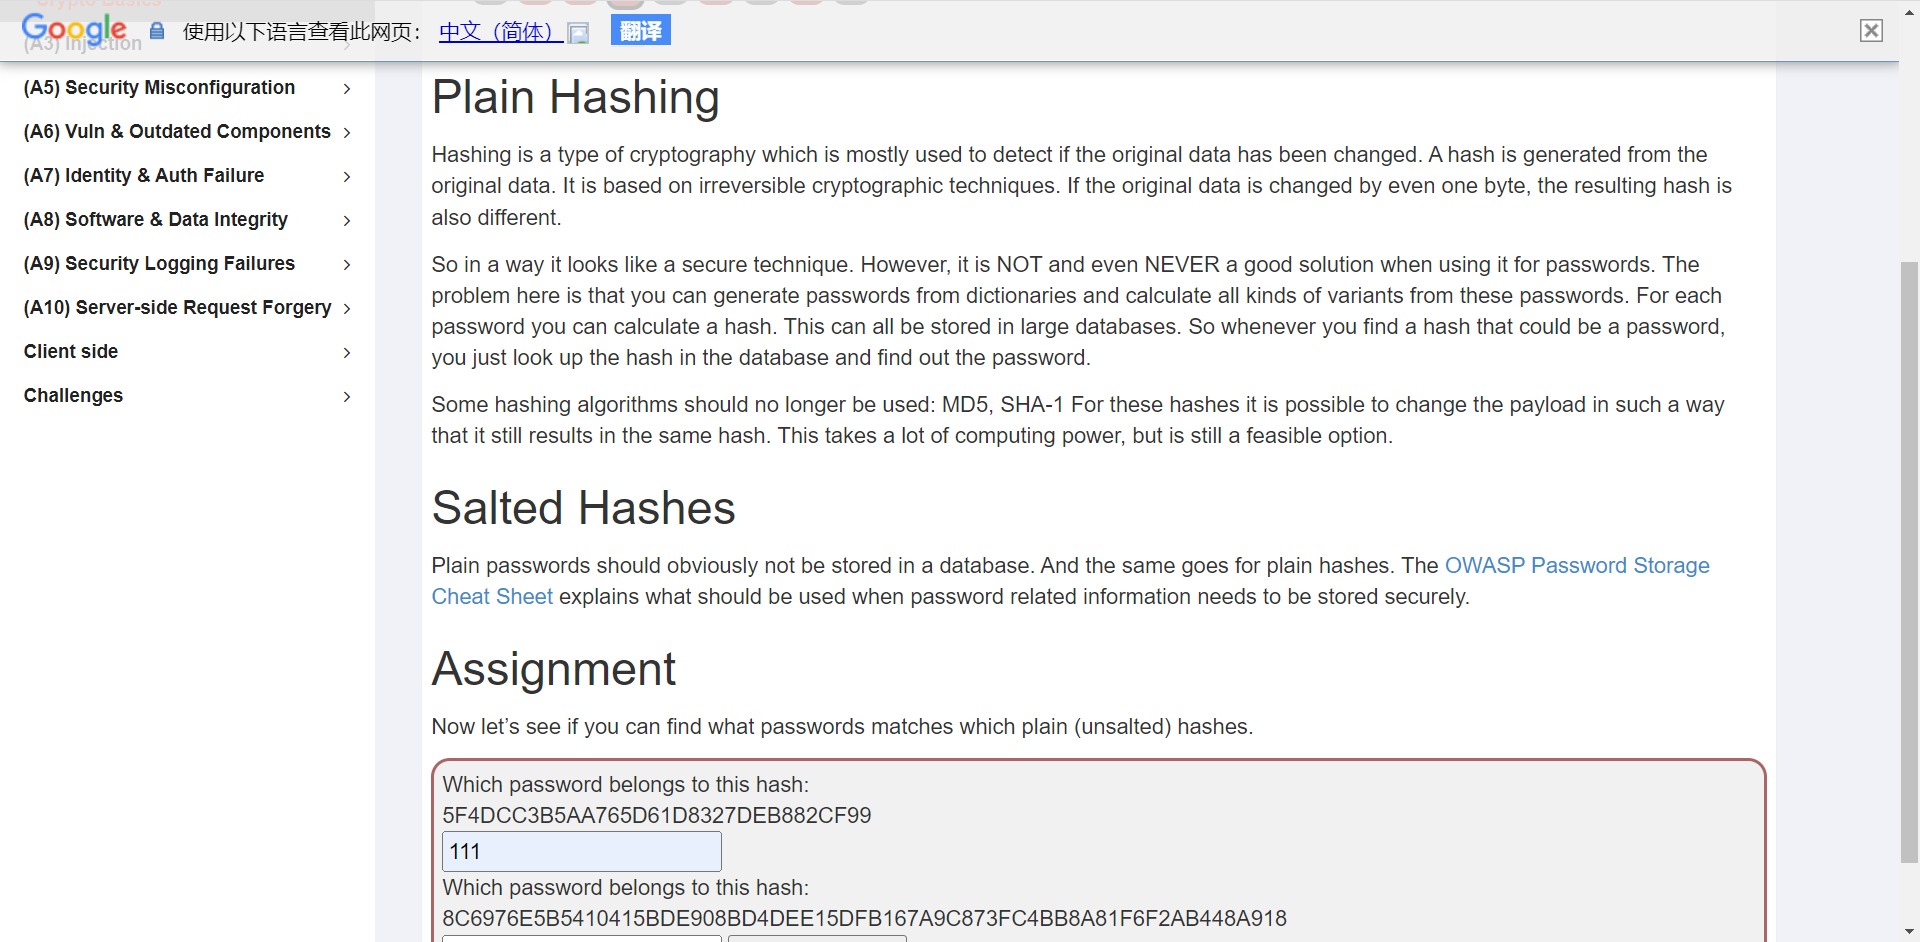 Crypto Basics
Google 使用以下语言查看此网页： 中文（简体） 翻译
(A3) Injection
(A5) Security Misconfiguration
(A6) Vuln & Outdated Components
(A7) Identity & Auth Failure
(A8) Software & Data Integrity
(A9) Security Logging Failures
(A10) Server-side Request Forgery
Client side
Challenges
Plain Hashing
Hashing is a type of cryptography which is mostly used to detect if the original data has been changed. A hash is generated from the
original data. It is based on irreversible cryptographic techniques. If the original data is changed by even one byte, the resulting hash is
also different.
So in a way it looks like a secure technique. However, it is NOT and even NEVER a good solution when using it for passwords. The
problem here is that you can generate passwords from dictionaries and calculate all kinds of variants from these passwords. For each
password you can calculate a hash. This can all be stored in large databases. So whenever you find a hash that could be a password,
you just look up the hash in the database and find out the password.
Some hashing algorithms should no longer be used: MD5, SHA-1 For these hashes it is possible to change the payload in such a way
that it still results in the same hash. This takes a lot of computing power, but is still a feasible option.
Salted Hashes
Plain passwords should obviously not be stored in a database. And the same goes for plain hashes. The OWASP Password Storage
Cheat Sheet explains what should be used when password related information needs to be stored securely.
Assignment
Now let’s see if you can find what passwords matches which plain (unsalted) hashes.
Which password belongs to this hash:
5F4DCC3B5AA765D61D8327DEB882CF99
111
Which password belongs to this hash:
8C6976E5B5410415BDE908BD4DEE15DFB167A9C873FC4BB8A81F6F2AB448A918